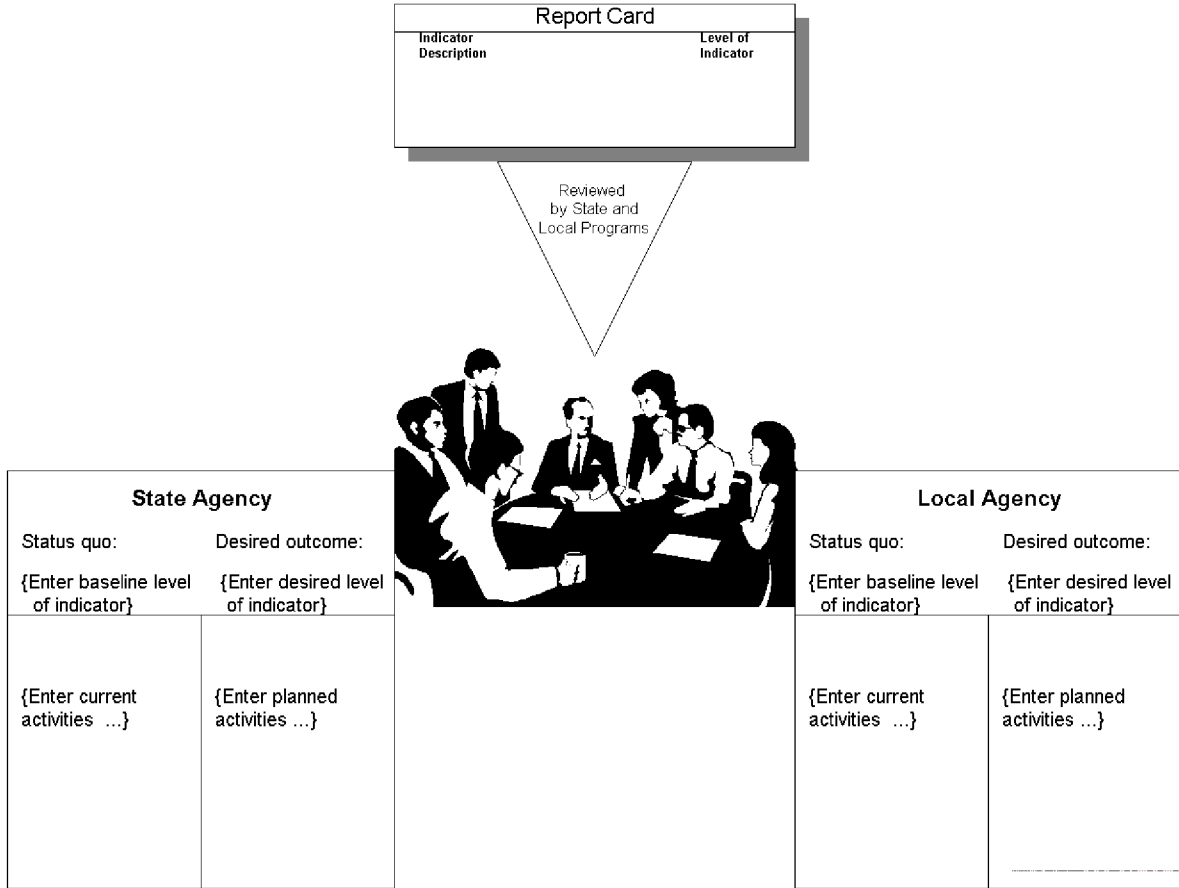 Report Card
Indicator
Description
Level of
Indicator
Reviewed
by State and
Local Programs
State Agency
Status quo:
Desired outcome:
{Enter baseline level
of indicator}
{Enter desired level
of indicator}
{Enter current
activities ...}
{Enter planned
activities ...}
Local Agency
Status quo:
Desired outcome:
{Enter baseline level
of indicator}
{Enter desired level
of indicator}
{Enter current
activities ...}
{Enter planned
activities ...}